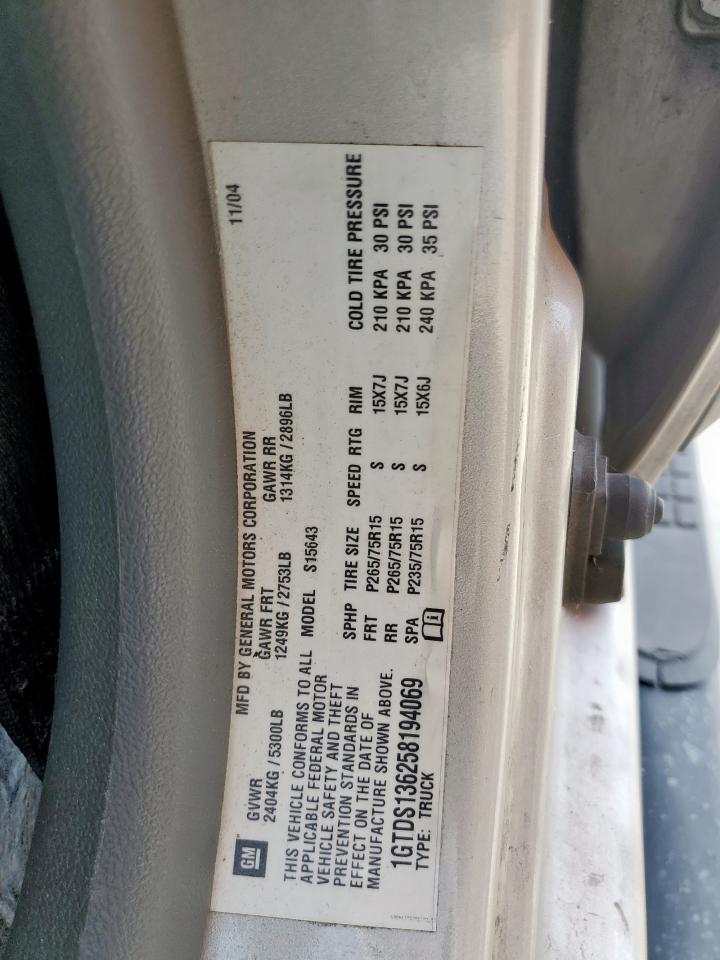 MFD BY GENERAL MOTORS CORPORATION 11/04
GVWR GAWR FRT GAWR RR
2404KG / 5300LB 1249KG / 2753LB 1314KG / 2896LB
GM
THIS VEHICLE CONFORMS TO ALL
APPLICABLE FEDERAL MOTOR
VEHICLE SAFETY AND THEFT
PREVENTION STANDARDS IN
EFFECT ON THE DATE OF
MANUFACTURE SHOWN ABOVE.
1GTDS136258194069
TYPE: TRUCK
MODEL S15643
SPHP TIRE SIZE SPEED RTG RIM COLD TIRE PRESSURE
FRT P265/75R15 S 15X7J 210 KPA 30 PSI
RR P265/75R15 S 15X7J 210 KPA 30 PSI
SPA P235/75R15 S 15X6J 240 KPA 35 PSI